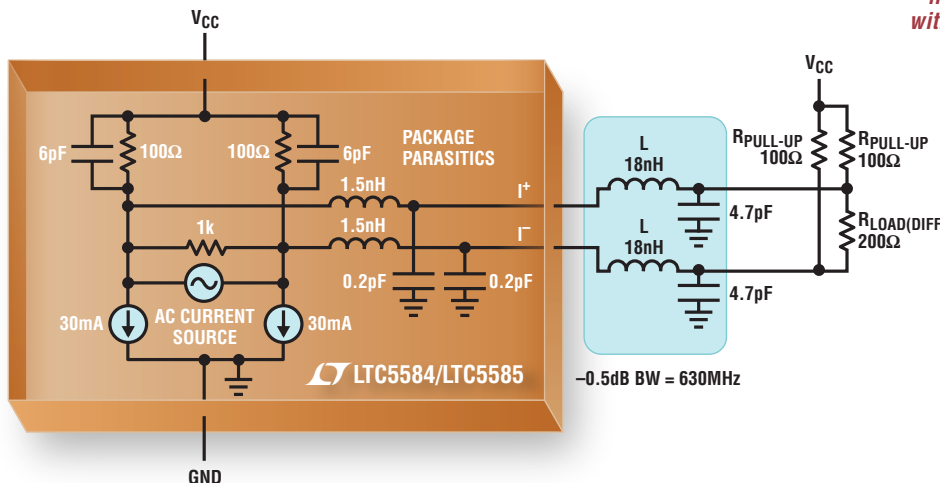 wit
VCC
VCC
6pF
100Ω
100Ω
6pF
PACKAGE
PARASITICS
1.5nH
I+
1.5nH
I–
1k
0.2pF
0.2pF
30mA
AC CURRENT
SOURCE
30mA
LTC5584/LTC5585
GND
L
18nH
4.7pF
L
18nH
4.7pF
–0.5dB BW = 630MHz
RPULL-UP
100Ω
RPULL-UP
100Ω
RLOAD(DIFF
200Ω